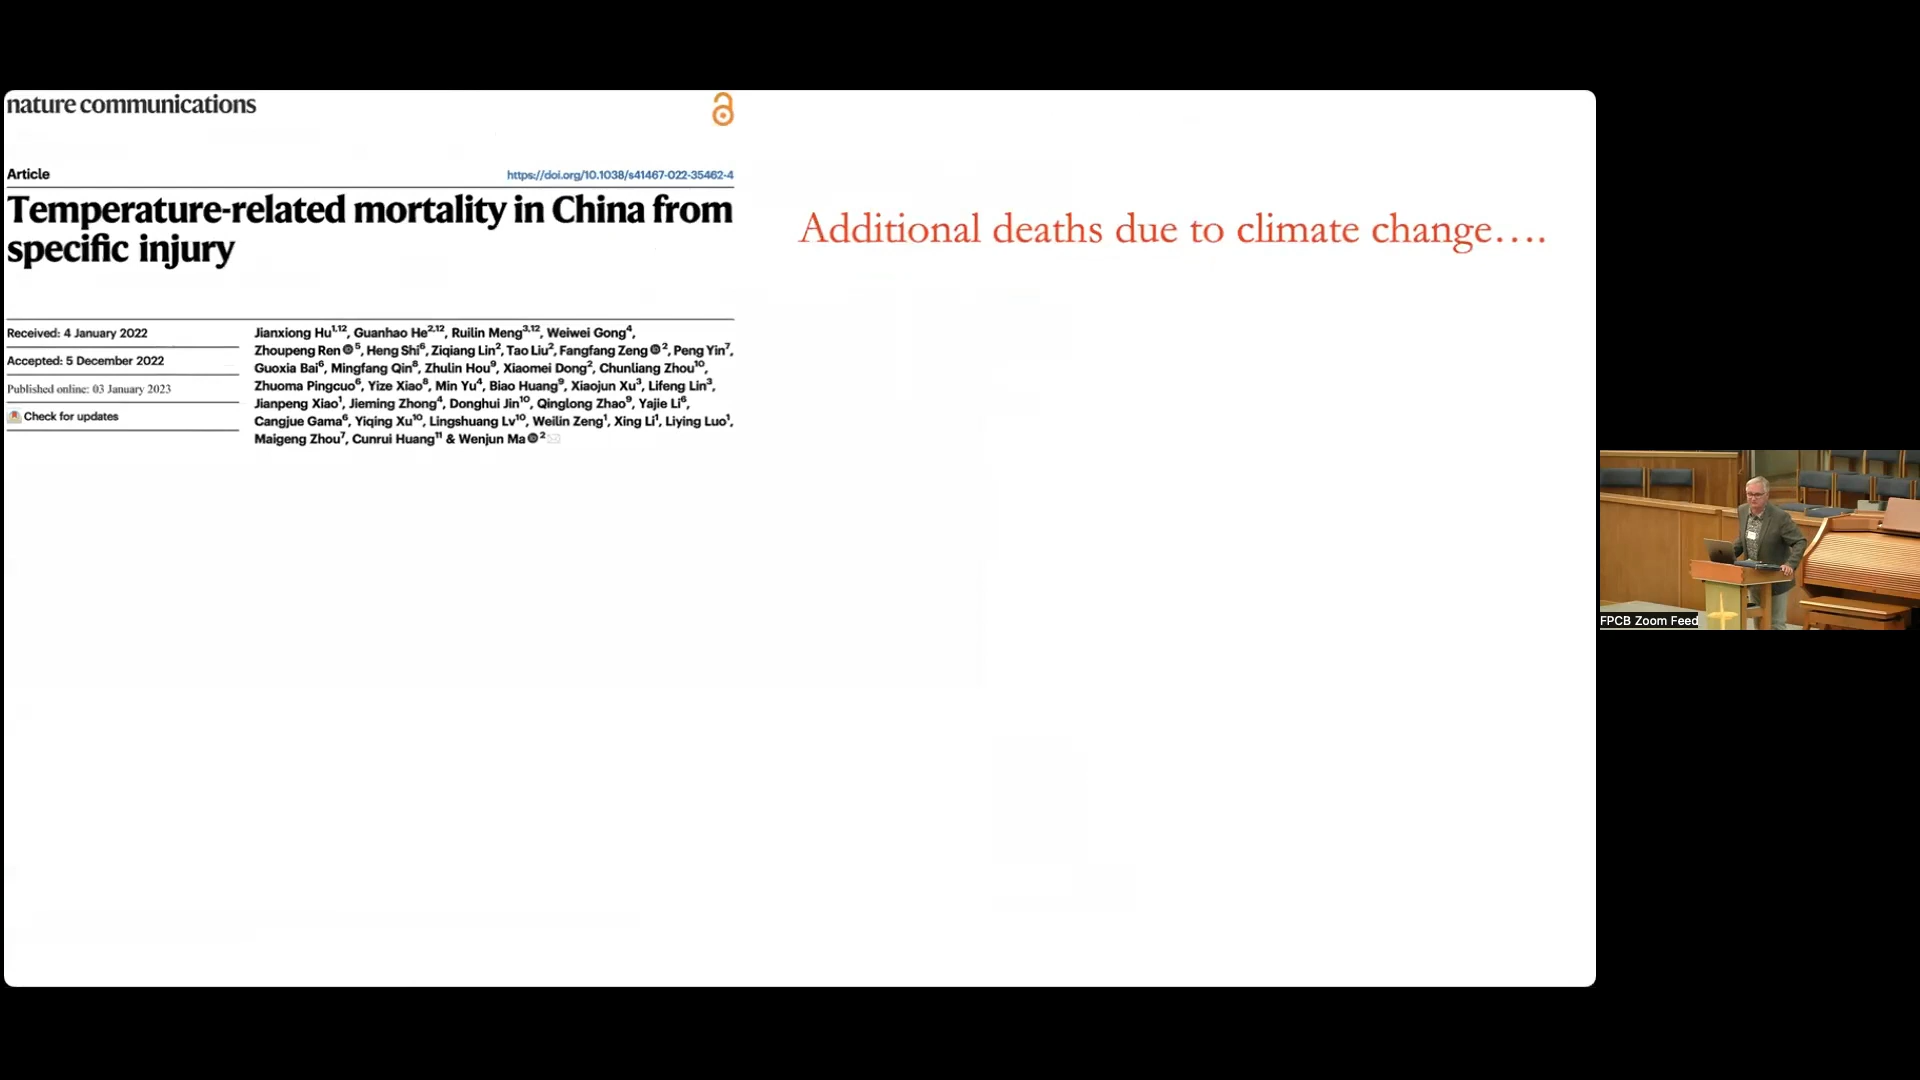 nature communications
Article
https://doi.org/10.1038/s41467-022-35462-4
Temperature-related mortality in China from
specific injury
Additional deaths due to climate change….
Received: 4 January 2022
Accepted: 5 December 2022
Published online: 03 January 2023
Check for updates
Jianxiong Hu1,12, Guanhao He2,12, Ruilin Meng3,12, Weiwei Gong4,
Zhoupeng Ren5, Heng Shi6, Ziqiang Lin2, Tao Liu2, Fangfang Zeng2, Peng Yin7,
Guoxia Bai6, Mingfang Qin8, Zhulin Hou9, Xiaomei Dong2, Chunliang Zhou10,
Zhuoma Pingcuo6, Yize Xiao8, Min Yu4, Biao Huang9, Xiaojun Xu3, Lifeng Lin3,
Jianpeng Xiao1, Jieming Zhong4, Donghui Jin10, Qinglong Zhao9, Yajie Li6,
Cangjue Gama6, Yiqing Xu10, Lingshuang Lv10, Weilin Zeng1, Xing Li1, Liying Luo1,
Maigeng Zhou7, Cunrui Huang11 & Wenjun Ma2
FPCB Zoom Feed